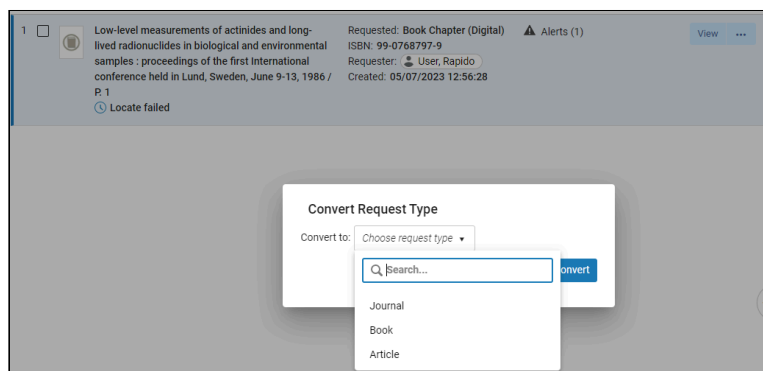 1
Low-level measurements of actinides and long-
lived radionuclides in biological and environmental
samples : proceedings of the first International
conference held in Lund, Sweden, June 9-13, 1986 /
P. 1
Locate failed
Requested: Book Chapter (Digital)
ISBN: 99-0768797-9
Requester: User, Rapido
Created: 05/07/2023 12:56:28
Alerts (1)
View
Convert Request Type
Convert to: Choose request type
Search...
onvert
Journal
Book
Article